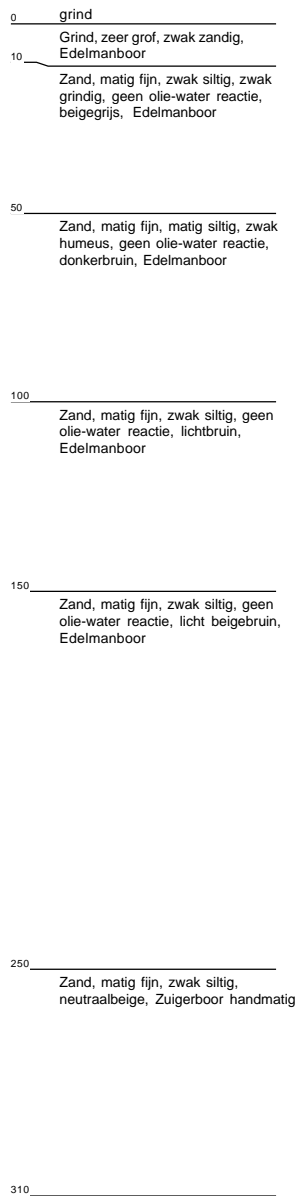 0 grind
Grind, zeer grof, zwak zandig,
Edelmanboor
10
Zand, matig fijn, zwak siltig, zwak
grindig, geen olie-water reactie,
beigegrijs, Edelmanboor
50
Zand, matig fijn, matig siltig, zwak
humeus, geen olie-water reactie,
donkerbruin, Edelmanboor
100
Zand, matig fijn, zwak siltig, geen
olie-water reactie, lichtbruin,
Edelmanboor
150
Zand, matig fijn, zwak siltig, geen
olie-water reactie, licht beigebruin,
Edelmanboor
250
Zand, matig fijn, zwak siltig,
neutraalbeige, Zuigerboor handmatig
310